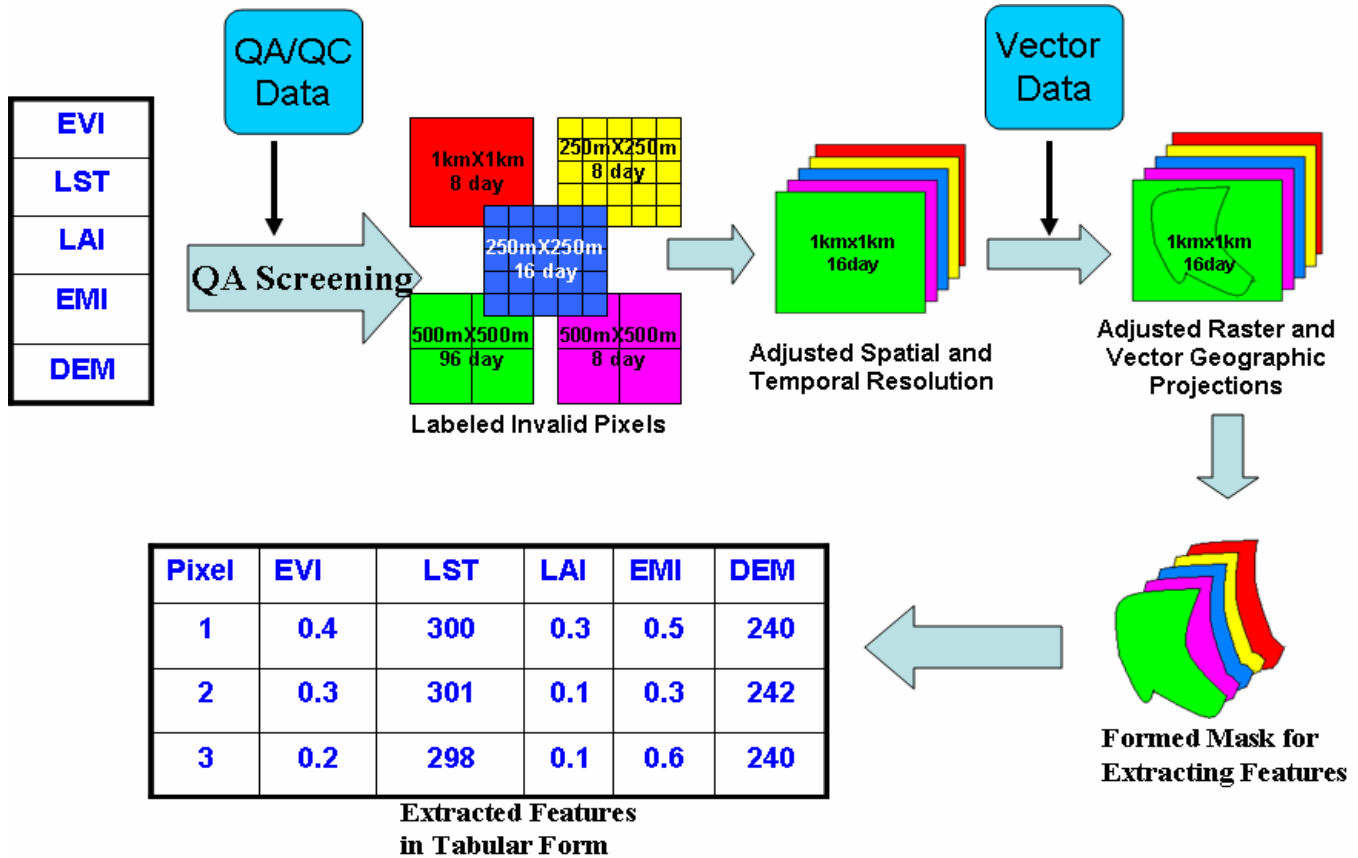 QA/QC
Data
Vector
Data
EVI
LST
LAI
EMI
DEM
QA Screening
1kmX1km
8 day
250mX250m
8 day
250mX250m
16 day
500mX500m
96 day
500mX500m
8 day
Labeled Invalid Pixels
1kmx1km
16day
Adjusted Spatial and
Temporal Resolution
1kmx1km
16day
Adjusted Raster and
Vector Geographic
Projections
Formed Mask for
Extracting Features
Pixel EVI LST LAI EMI DEM
1 0.4 300 0.3 0.5 240
2 0.3 301 0.1 0.3 242
3 0.2 298 0.1 0.6 240
Extracted Features
in Tabular Form